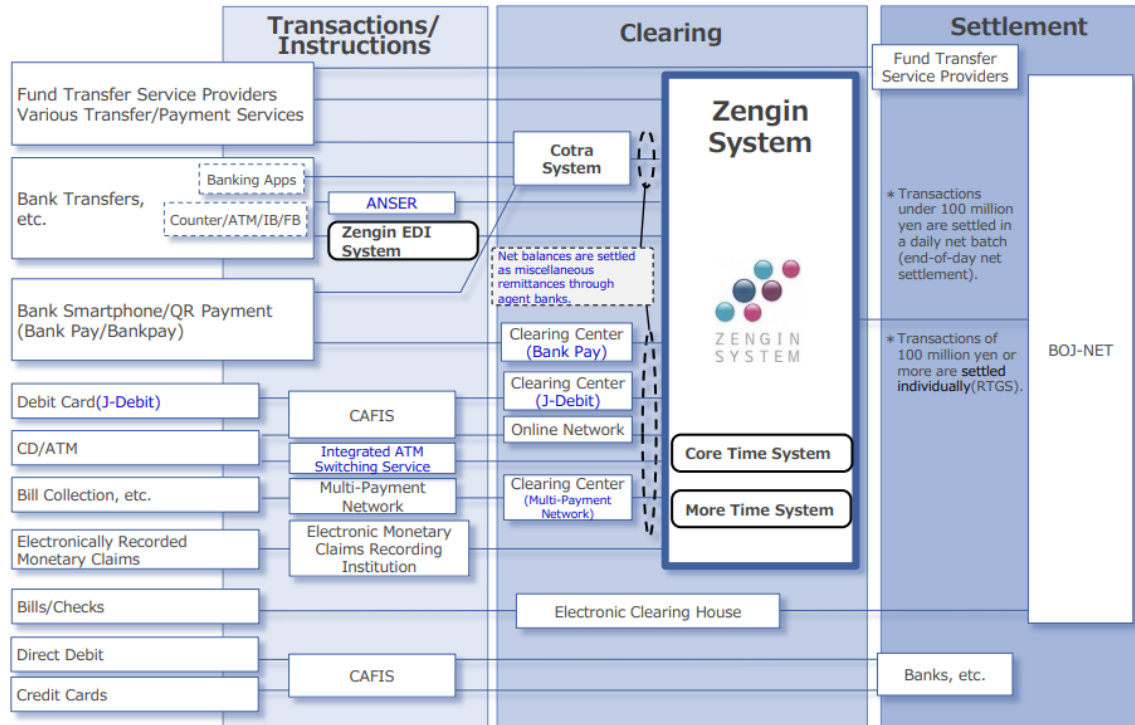 Transactions/
Instructions
Clearing
Settlement
Fund Transfer Service Providers
Various Transfer/Payment Services
Fund Transfer
Service Providers
Zengin
System
Cotra
System
Bank Transfers,
etc.
Banking Apps
Counter/ATM/IB/FB
ANSER
Zengin EDI
System
Net balances are settled
as miscellaneous
remittances through
agent banks.
* Transactions
under 100 million
yen are settled in
a daily net batch
(end-of-day net
settlement).
ZENGIN
SYSTEM
Bank Smartphone/QR Payment
(Bank Pay/Bankpay)
Clearing Center
(Bank Pay)
* Transactions of
100 million yen or
more are settled
individually(RTGS).
BOJ-NET
Debit Card(J-Debit)
CAFIS
Clearing Center
(J-Debit)
Online Network
CD/ATM
Integrated ATM
Switching Service
Core Time System
Bill Collection, etc.
Multi-Payment
Network
Clearing Center
(Multi-Payment
Network)
More Time System
Electronically Recorded
Monetary Claims
Electronic Monetary
Claims Recording
Institution
Bills/Checks
Electronic Clearing House
Direct Debit
CAFIS
Banks, etc.
Credit Cards